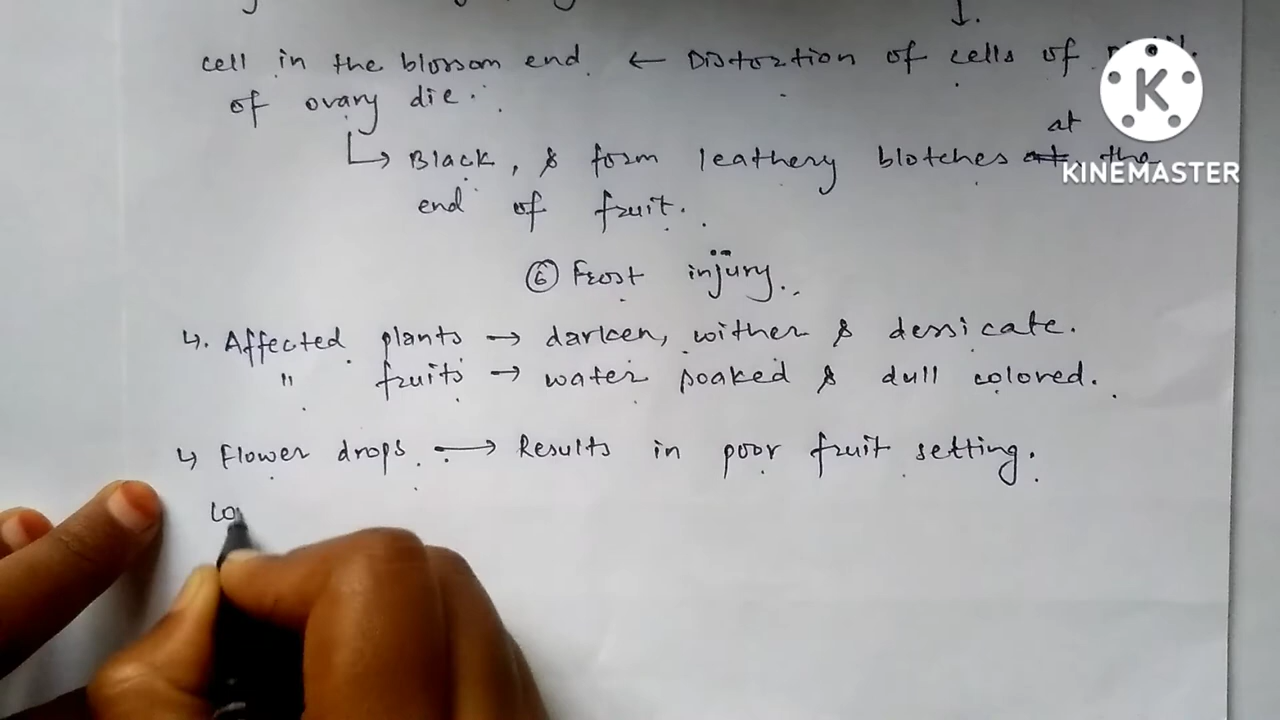 cell in the blossom end. ← Distortion of cells of
of ovary die.
at
↳ Black, & form leathery blotches at the
end of fruit.
KINEMASTER
⑥ Frost injury.
↳. Affected plants → darken, wither & dessicate.
" fruits → water soaked & dull colored.
↳ Flower drops. → Results in poor fruit setting.